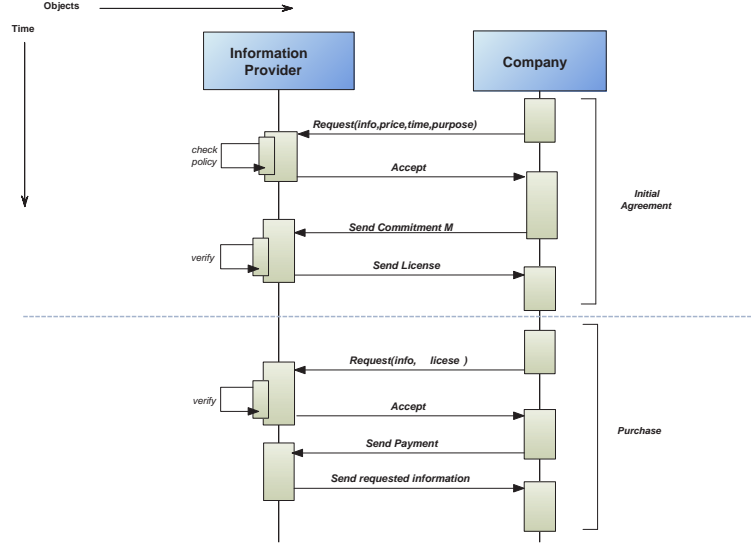 Objects
Time
Information
Provider
Company
Request(info,price,time,purpose)
check
policy
Accept
Initial
Agreement
Send Commitment M
verify
Send License
Request(info, licese )
verify
Accept
Purchase
Send Payment
Send requested information